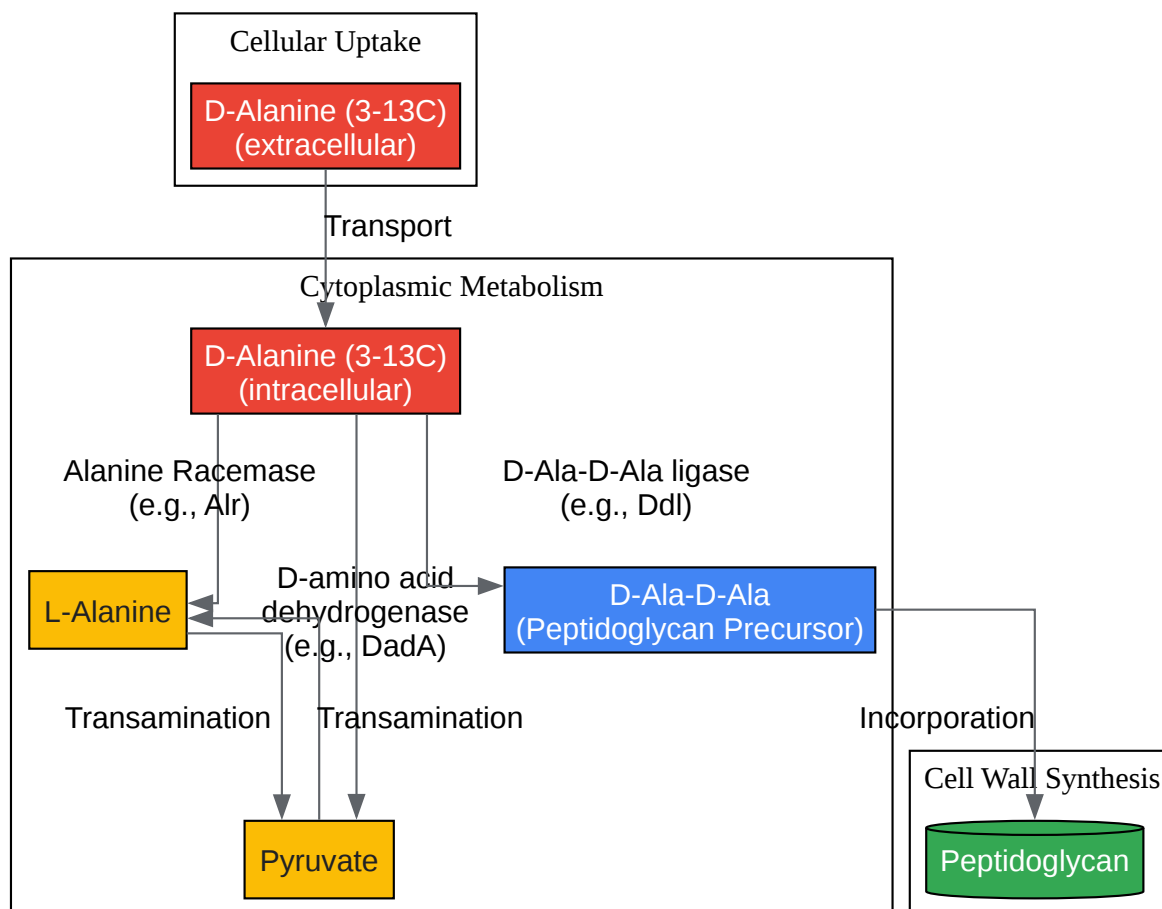 Cellular Uptake
D-Alanine (3-13C)
(extracellular)
Transport
Cytoplasmic Metabolism
D-Alanine (3-13C)
(intracellular)
Alanine Racemase
(e.g., Alr)
D-Ala-D-Ala ligase
(e.g., Ddl)
L-Alanine
D-amino acid
dehydrogenase
(e.g., DadA)
D-Ala-D-Ala
(Peptidoglycan Precursor)
Transamination
Transamination
Incorporation
Cell Wall Synthesis
Pyruvate
Peptidoglycan